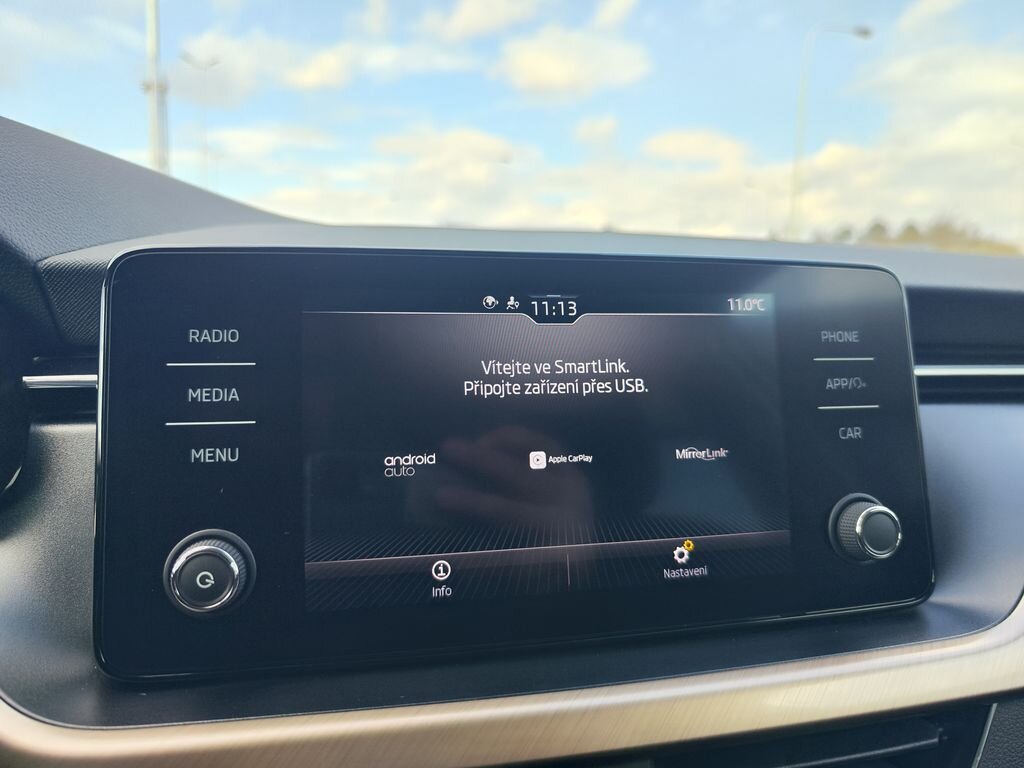 11:13
11.0°C
RADIO
MEDIA
MENU
Vítejte ve SmartLink.
Připojte zařízení přes USB.
android
auto
Apple CarPlay
MirrorLink
Info
Nastavení
PHONE
APP/
CAR